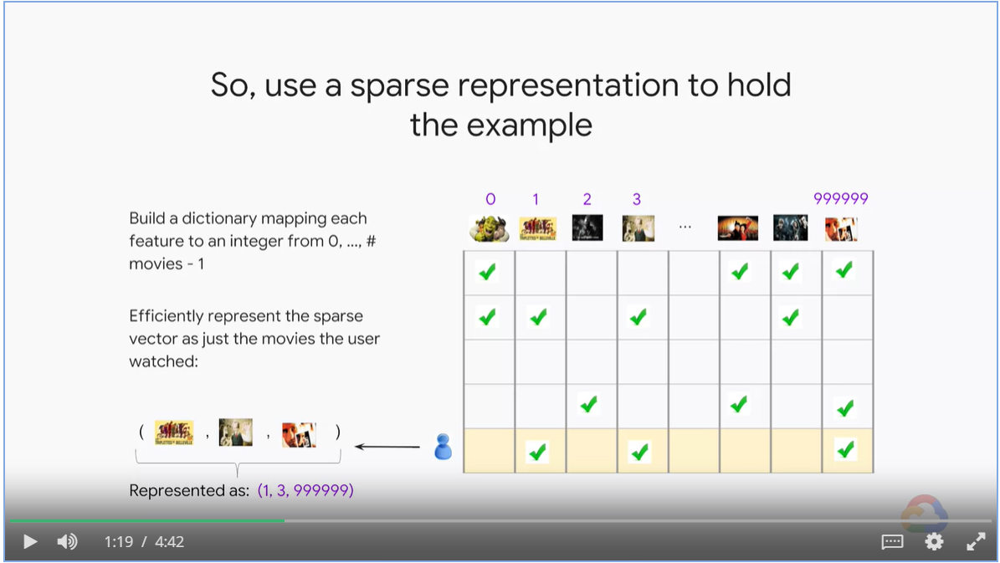 So, use a sparse representation to hold
the example
Build a dictionary mapping each
feature to an integer from 0, ..., #
movies - 1
Efficiently represent the sparse
vector as just the movies the user
watched:
( , , )
Represented as: (1, 3, 999999)
0 1 2 3 ... 999999
1:19 / 4:42